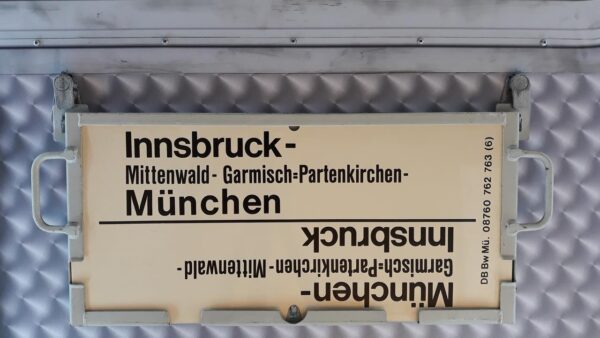 Innsbruck-
Mittenwald- Garmisch=Partenkirchen-
München
München-
Garmisch=Partenkirchen-Mittenwald-
Innsbruck
DB Bw Mü. 08760 762 763 (6)